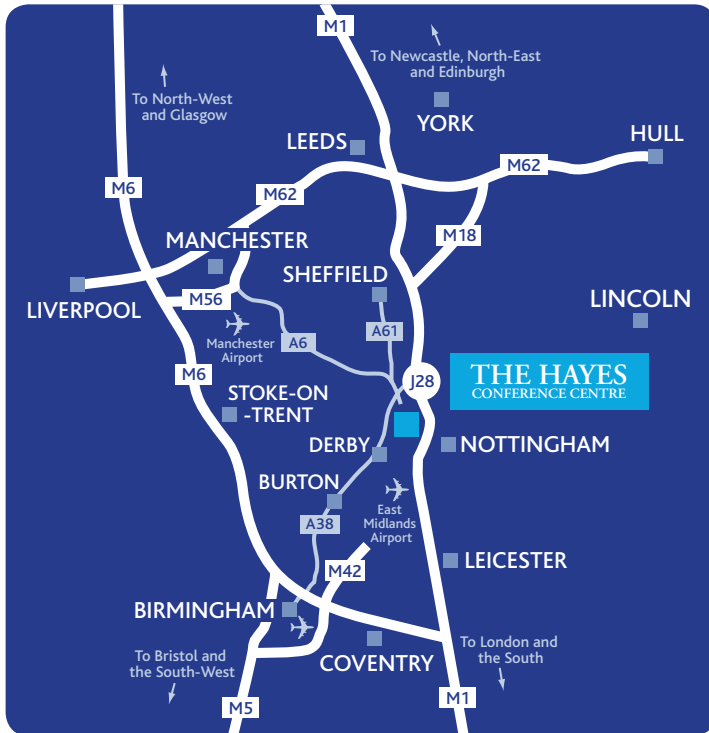 M1
To Newcastle, North-East
and Edinburgh
To North-West
and Glasgow
YORK
HULL
LEEDS
M62
M6
M62
M18
MANCHESTER
SHEFFIELD
LIVERPOOL
M56
LINCOLN
A61
Manchester
Airport
A6
M6
J28
THE HAYES
CONFERENCE CENTRE
STOKE-ON
-TRENT
DERBY
NOTTINGHAM
BURTON
East
Midlands
Airport
A38
LEICESTER
M42
BIRMINGHAM
COVENTRY
To London and
the South
To Bristol and
the South-West
M5
M1